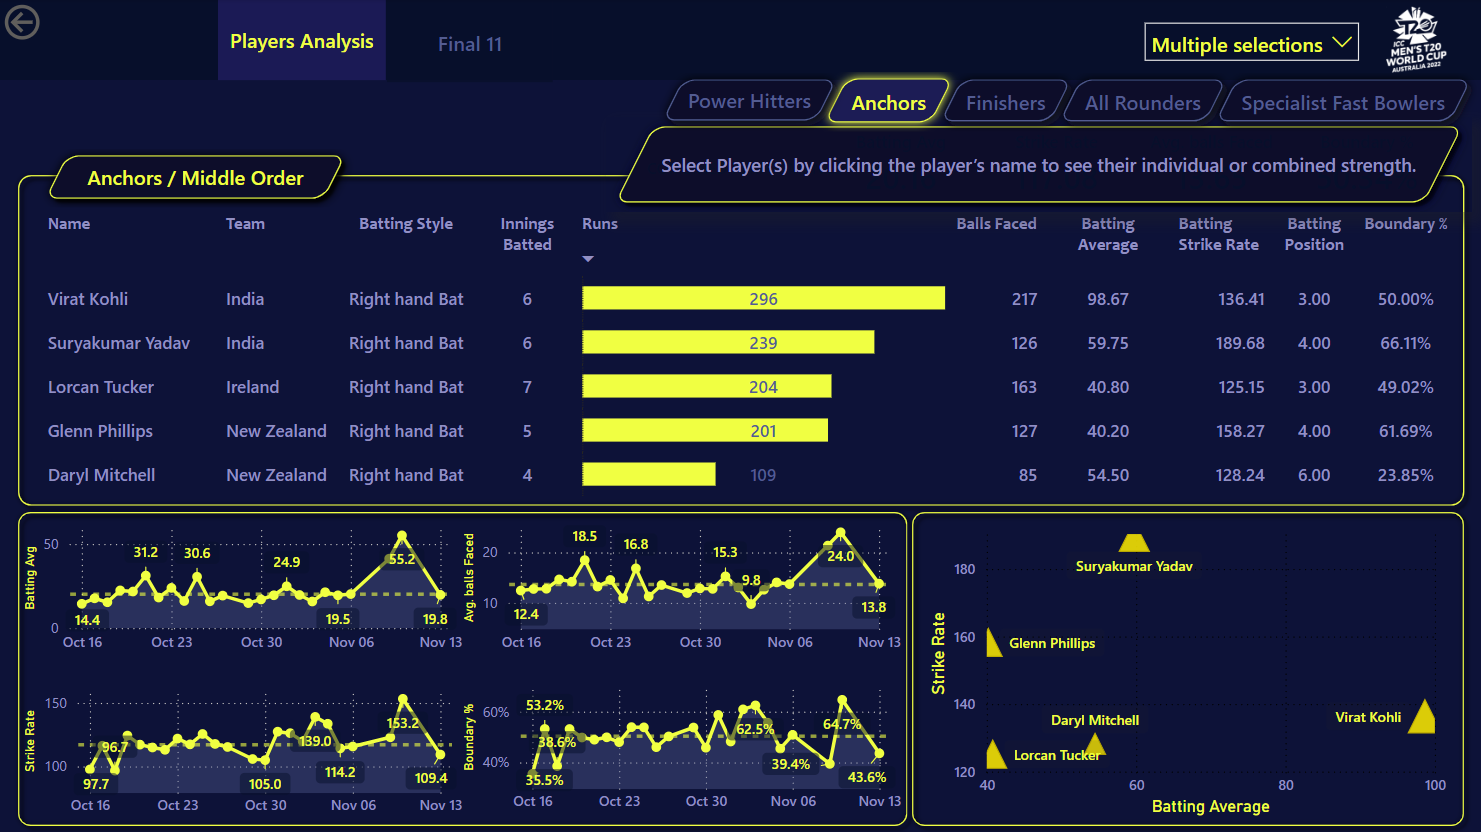 Players Analysis
Final 11
Multiple selections
ICC
MEN'S T20
WORLD CUP
AUSTRALIA 2022
Power Hitters
Anchors
Finishers
All Rounders
Specialist Fast Bowlers
Select Player(s) by clicking the player's name to see their individual or combined strength.
Anchors / Middle Order
Name Team Batting Style Innings Batted Runs Balls Faced Batting Average Batting Strike Rate Batting Position Boundary %
Virat Kohli India Right hand Bat 6 296 217 98.67 136.41 3.00 50.00%
Suryakumar Yadav India Right hand Bat 6 239 126 59.75 189.68 4.00 66.11%
Lorcan Tucker Ireland Right hand Bat 7 204 163 40.80 125.15 3.00 49.02%
Glenn Phillips New Zealand Right hand Bat 5 201 127 40.20 158.27 4.00 61.69%
Daryl Mitchell New Zealand Right hand Bat 4 109 85 54.50 128.24 6.00 23.85%
Batting Avg
50
0
31.2
30.6
24.9
55.2
14.4
19.5
19.8
Oct 16 Oct 23 Oct 30 Nov 06 Nov 13
Avg. balls Faced
20
10
18.5
16.8
15.3
9.8
24.0
12.4
13.8
Oct 16 Oct 23 Oct 30 Nov 06 Nov 13
Strike Rate
150
100
96.7
97.7
139.0
153.2
105.0
114.2
109.4
Oct 16 Oct 23 Oct 30 Nov 06 Nov 13
Boundary %
60%
40%
53.2%
38.6%
35.5%
62.5%
64.7%
39.4%
43.6%
Oct 16 Oct 23 Oct 30 Nov 06 Nov 13
Strike Rate
180
160
140
120
Suryakumar Yadav
Glenn Phillips
Daryl Mitchell
Virat Kohli
Lorcan Tucker
40 60 80 100
Batting Average